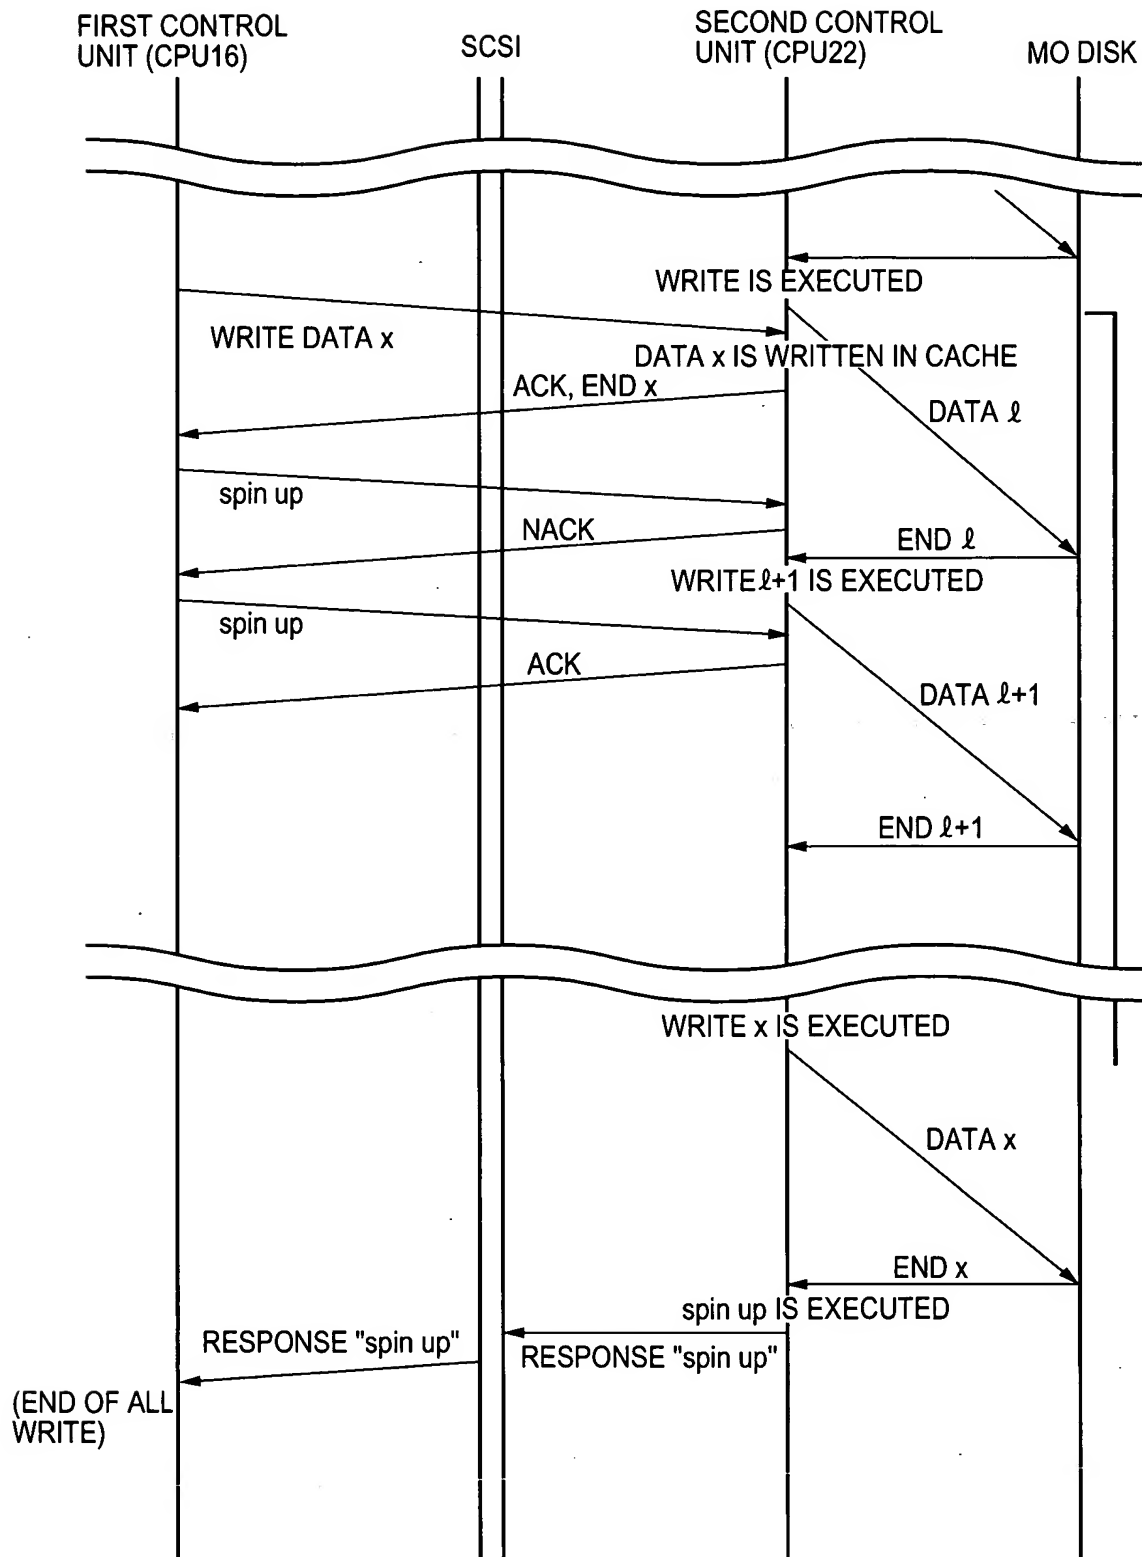 FIRST CONTROL
UNIT (CPU16)
SCSI
SECOND CONTROL
UNIT (CPU22)
MO DISK
WRITE IS EXECUTED
WRITE DATA x
DATA x IS WRITTEN IN CACHE
ACK, END x
DATA ℓ
spin up
NACK
END ℓ
WRITE ℓ+1 IS EXECUTED
spin up
ACK
DATA ℓ+1
END ℓ+1
WRITE x IS EXECUTED
DATA x
END x
spin up IS EXECUTED
RESPONSE "spin up"
RESPONSE "spin up"
(END OF ALL
WRITE)